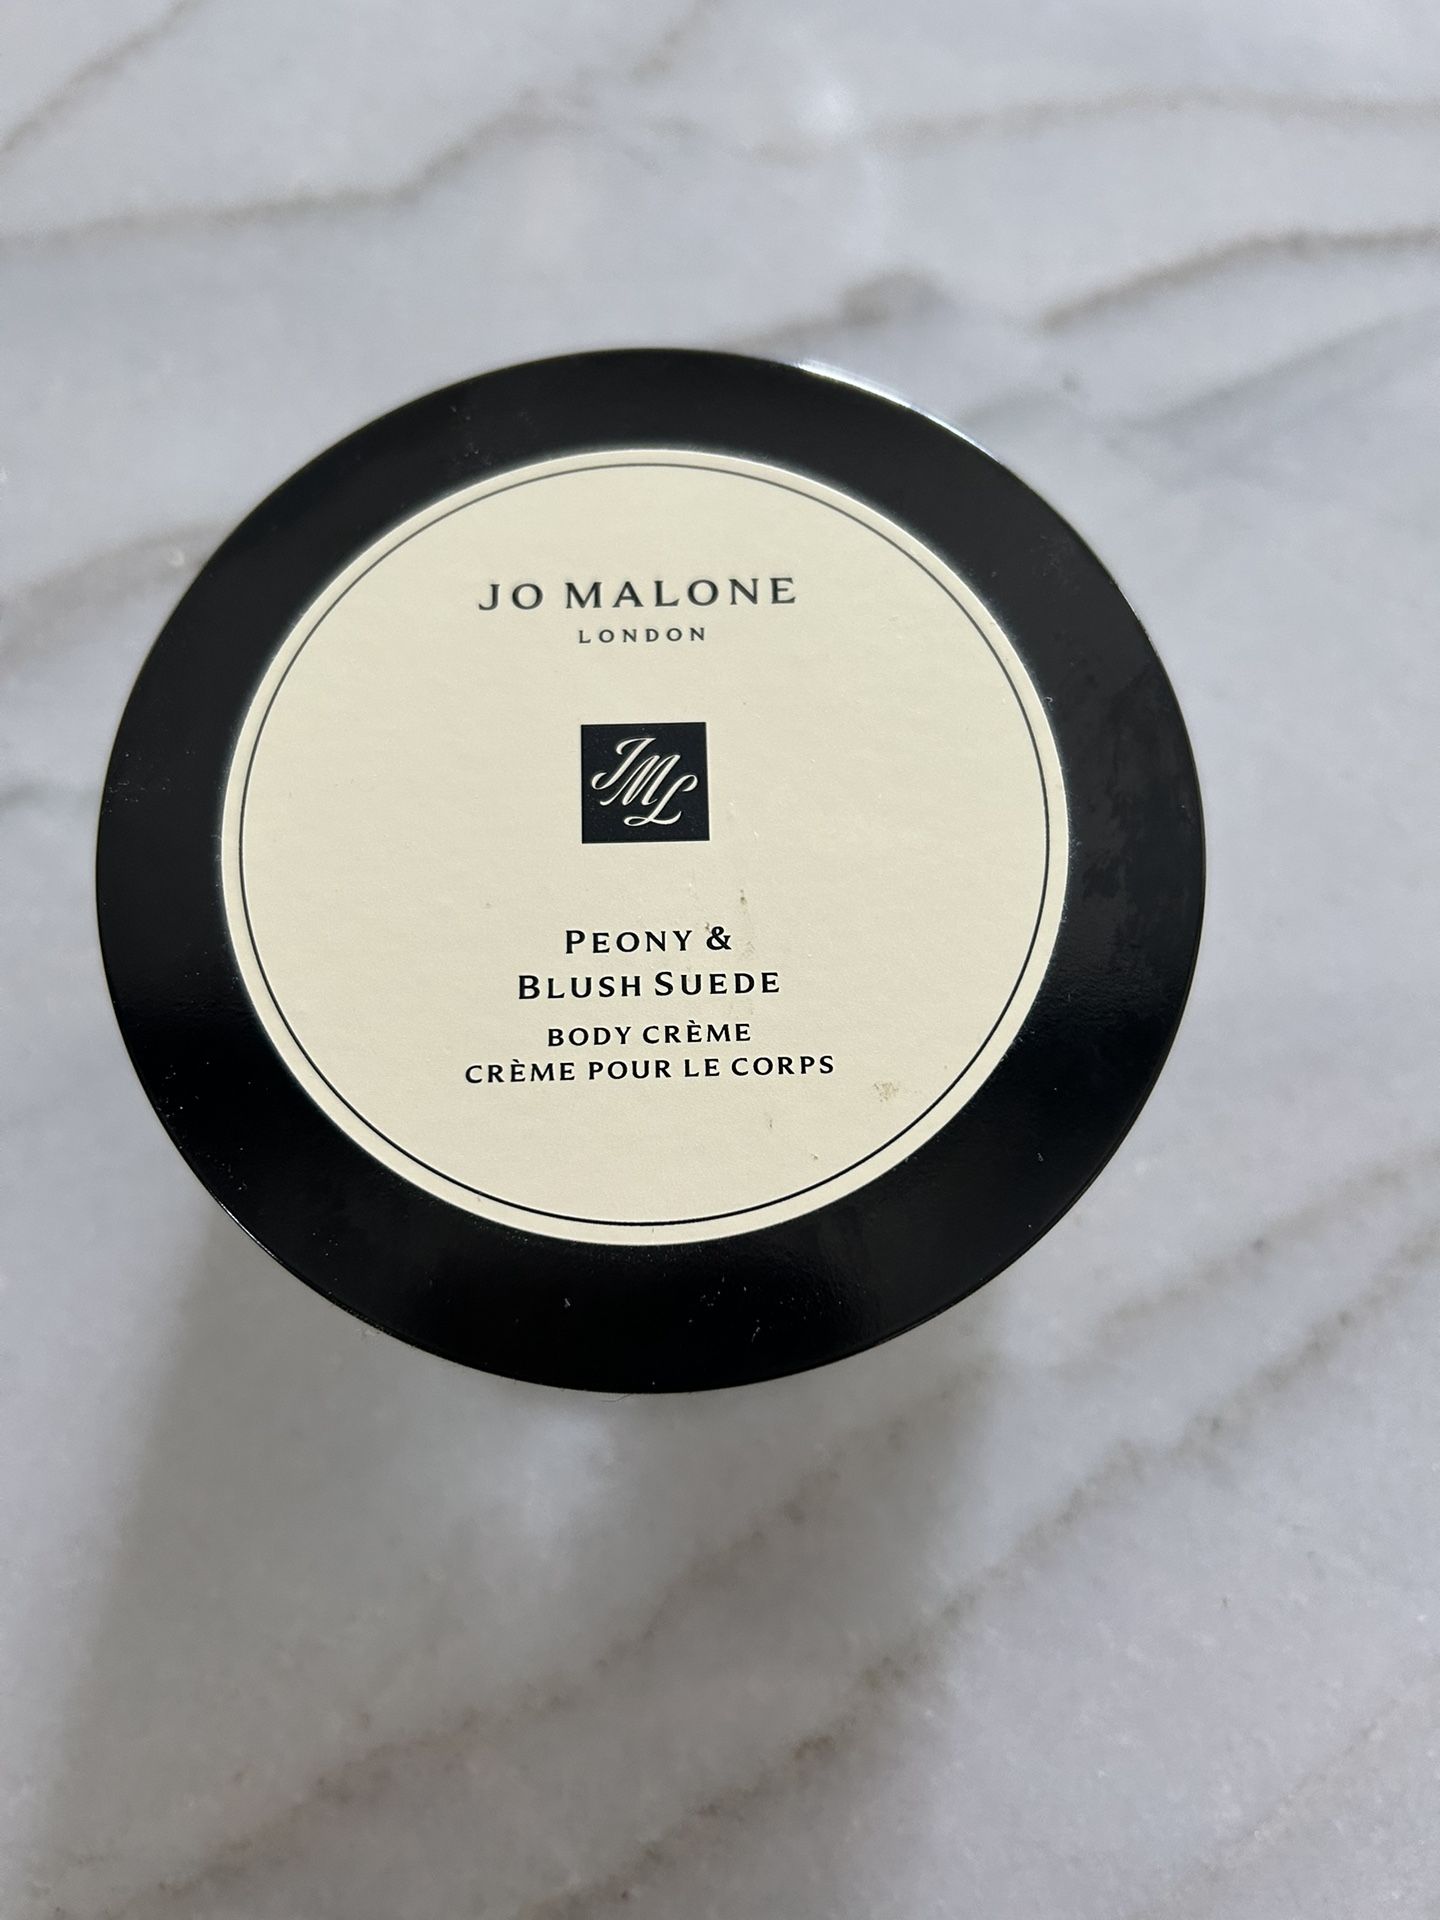 JO MALONE
LONDON
JML
PEONY &
BLUSH SUEDE
BODY CRÈME
CRÈME POUR LE CORPS